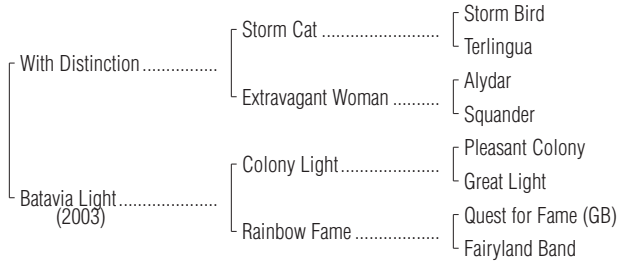 Storm Bird
Storm Cat ........................
Terlingua
With Distinction ...............
Alydar
Extravagant Woman ..........
Squander
Pleasant Colony
Colony Light ....................
Great Light
Batavia Light ....................
(2003)
Quest for Fame (GB)
Rainbow Fame .................
Fairyland Band